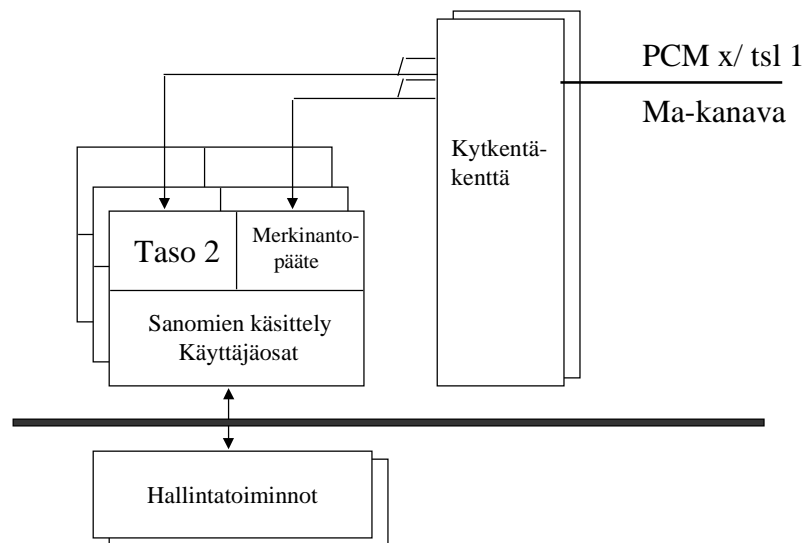 PCM x/ tsl 1
Ma-kanava
Kytkentä-
kenttä
Taso 2
Merkinanto-
pääte
Sanomien käsittely
Käyttäjäosat
Hallintatoiminnot